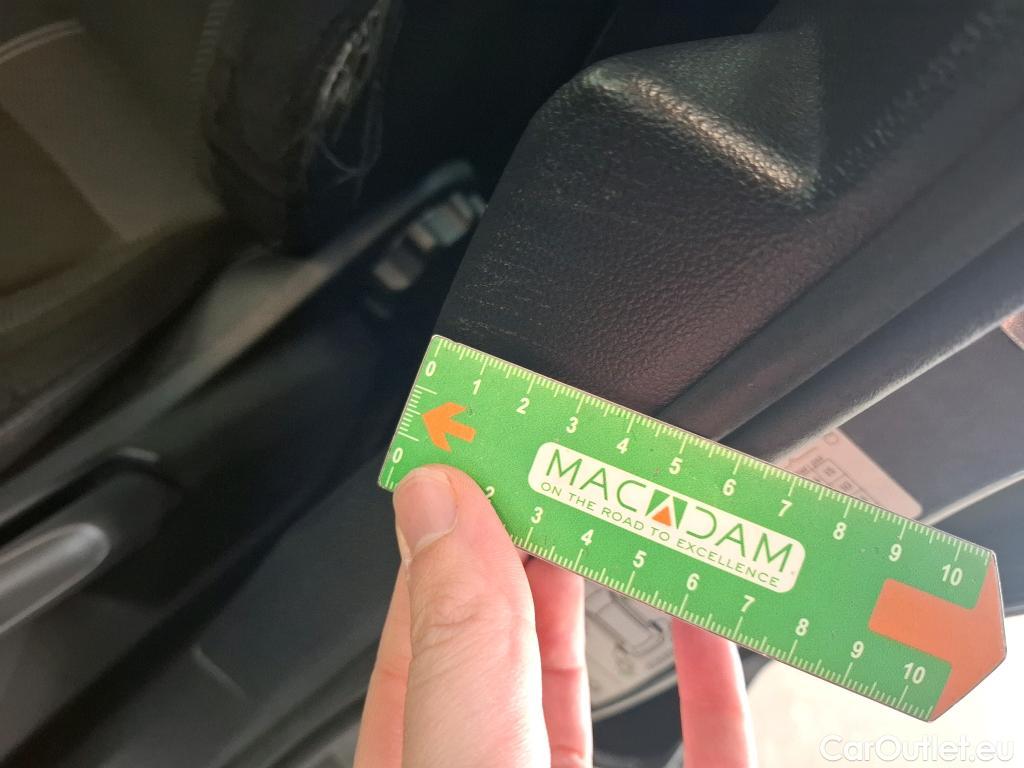 0 1 2 3 4 5 6 7 8 9 10
MACADAM
ON THE ROAD TO EXCELLENCE
0 2 3 4 5 6 7 8 9 10
CarOutlet.eu